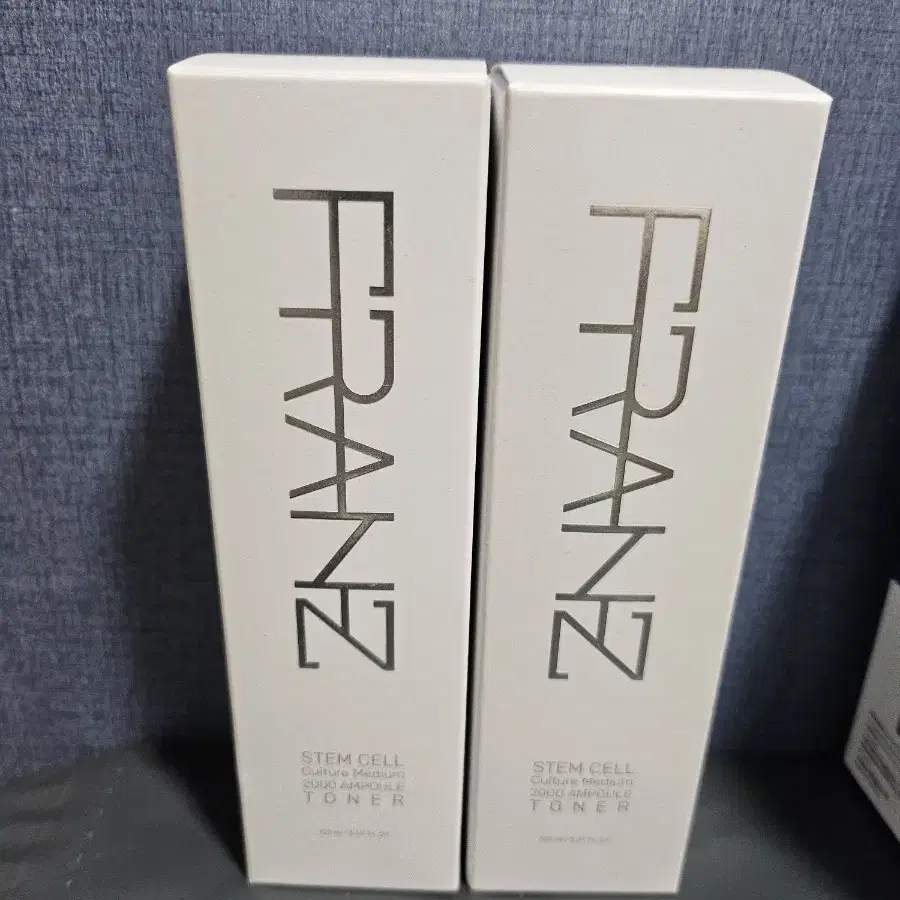 FRANZ
STEM CELL
Culture Medium
2000 AMPOULE
TONER
FRANZ
STEM CELL
Culture Medium
2000 AMPOULE
TONER